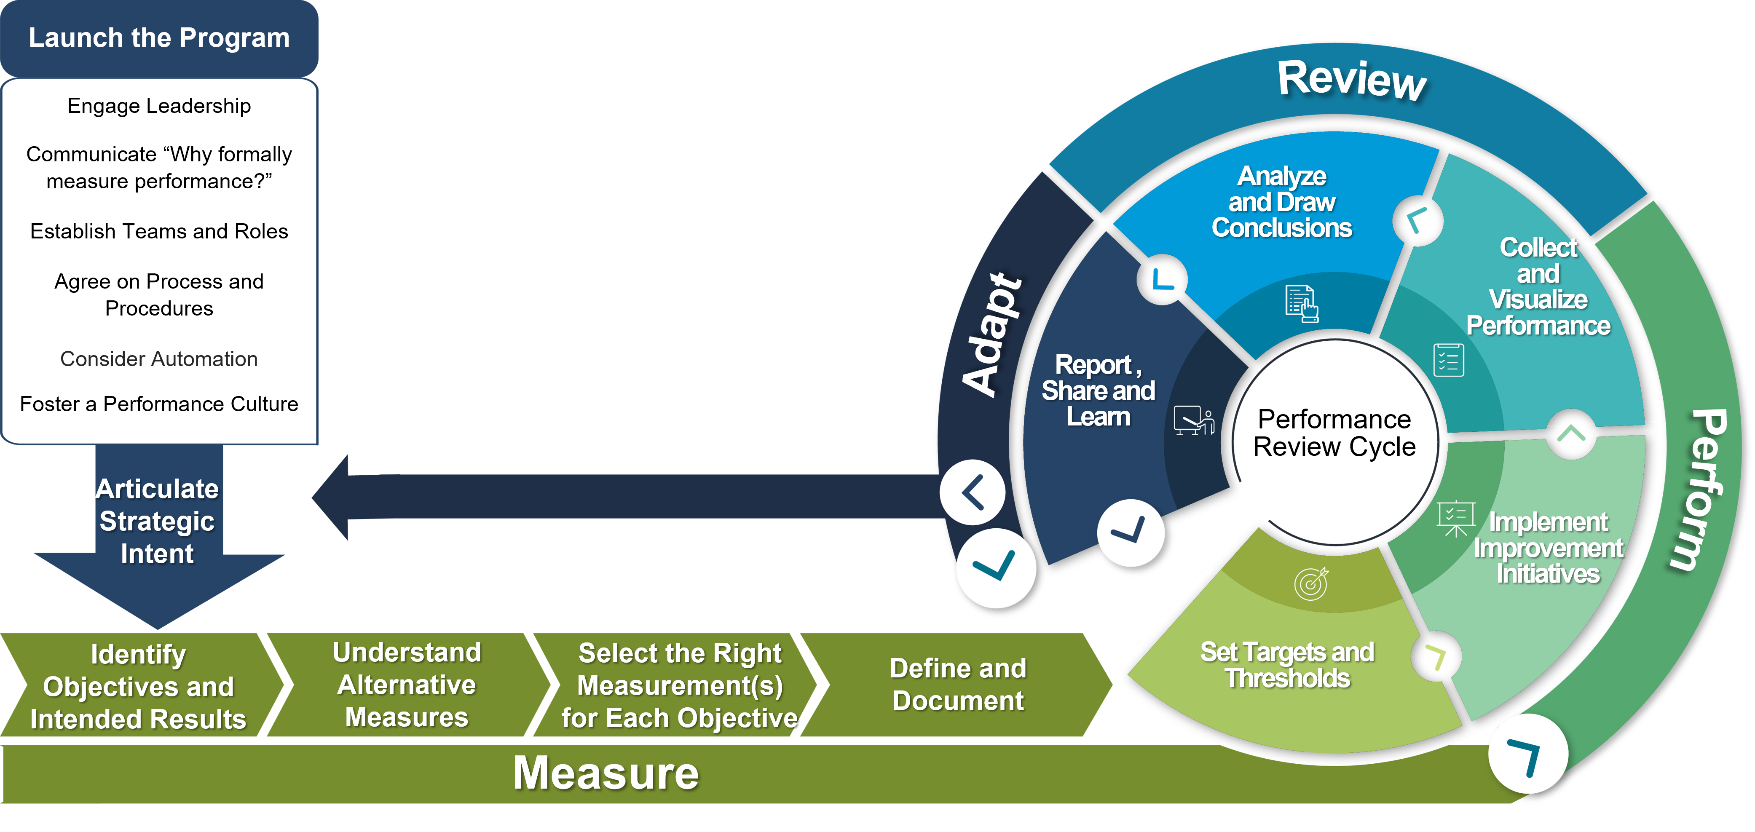 Launch the Program
Engage Leadership
Communicate “Why formally
measure performance?”
Establish Teams and Roles
Agree on Process and
Procedures
Consider Automation
Foster a Performance Culture
Articulate
Strategic
Intent
Identify
Objectives and
Intended Results
Understand
Alternative
Measures
Select the Right
Measurement(s)
for Each Objective
Define and
Document
Measure
Set Targets and
Thresholds
Implement
Improvement
Initiatives
Perform
Collect
and
Visualize
Performance
Review
Analyze
and Draw
Conclusions
Report ,
Share and
Learn
Adapt
Performance
Review Cycle